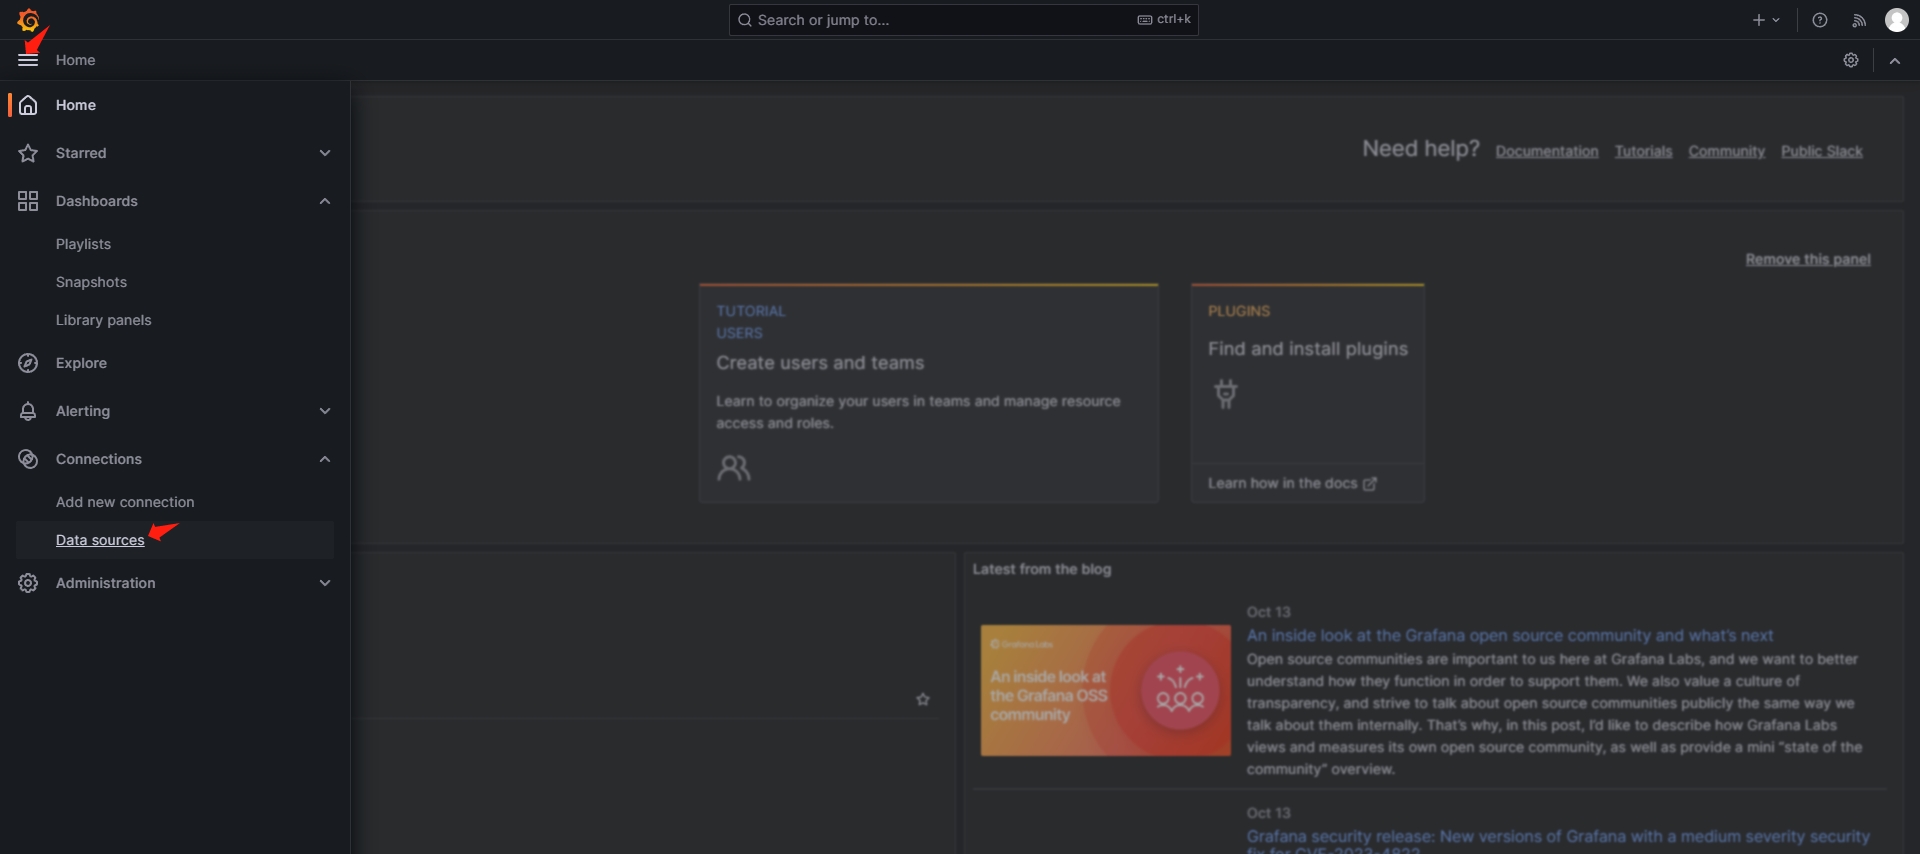 Search or jump to...
ctrl+k
Home
Home
Starred
Dashboards
Playlists
Snapshots
Library panels
Explore
Alerting
Connections
Add new connection
Data sources
Administration
Need help?
Documentation
Tutorials
Community
Public Slack
Remove this panel
TUTORIAL
USERS
Create users and teams
Learn to organize your users in teams and manage resource
access and roles.
PLUGINS
Find and install plugins
Learn how in the docs
Latest from the blog
GrafanaLabs
An inside look at
the Grafana OSS
community
Oct 13
An inside look at the Grafana open source community and what's next
Open source communities are important to us here at Grafana Labs, and we want to better
understand how they function in order to support them. We also value a culture of
transparency, and strive to talk about open source communities publicly the same way we
talk about them internally. That's why, in this post, I'd like to describe how Grafana Labs
views and measures its own open source community, as well as provide a mini “state of the
community” overview.
Oct 13
Grafana security release: New versions of Grafana with a medium severity security
fix for CVE-2023-4822